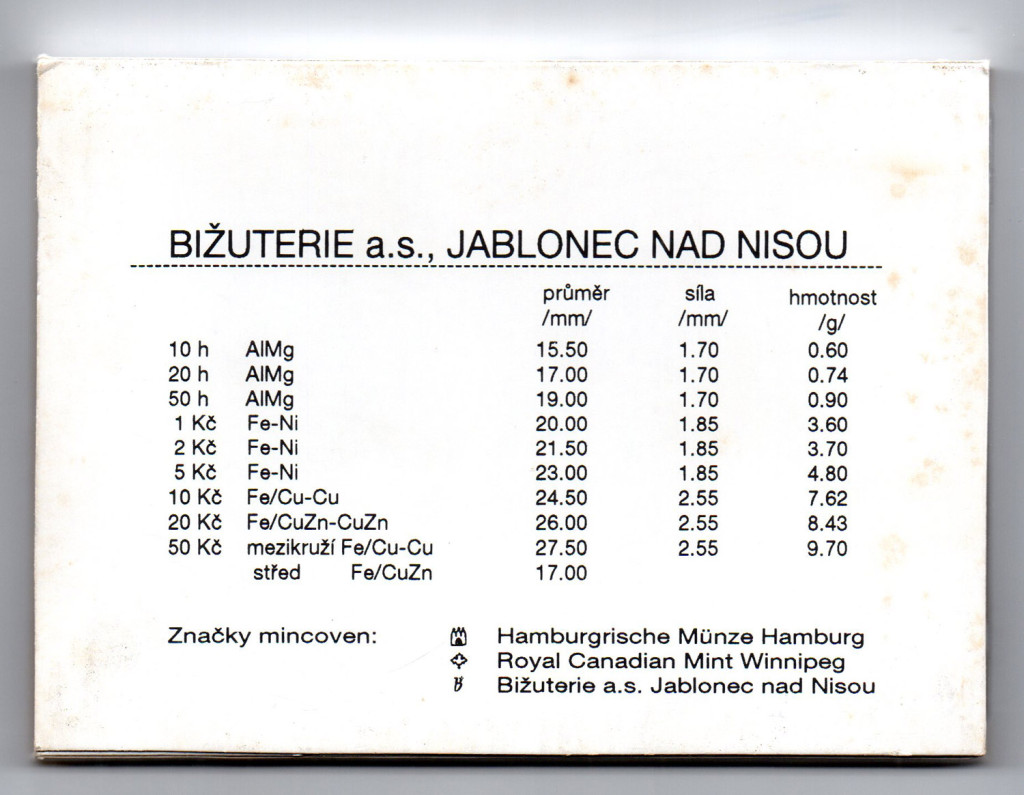 BIŽUTERIE a.s., JABLONEC NAD NISOU
průměr síla hmotnost
/mm/ /mm/ /g/
10 h AlMg 15.50 1.70 0.60
20 h AlMg 17.00 1.70 0.74
50 h AlMg 19.00 1.70 0.90
1 Kč Fe-Ni 20.00 1.85 3.60
2 Kč Fe-Ni 21.50 1.85 3.70
5 Kč Fe-Ni 23.00 1.85 4.80
10 Kč Fe/Cu-Cu 24.50 2.55 7.62
20 Kč Fe/CuZn-CuZn 26.00 2.55 8.43
50 Kč mezikruží Fe/Cu-Cu 27.50 2.55 9.70
střed Fe/CuZn 17.00
Značky mincoven: Hamburgrische Münze Hamburg
Royal Canadian Mint Winnipeg
Bižuterie a.s. Jablonec nad Nisou